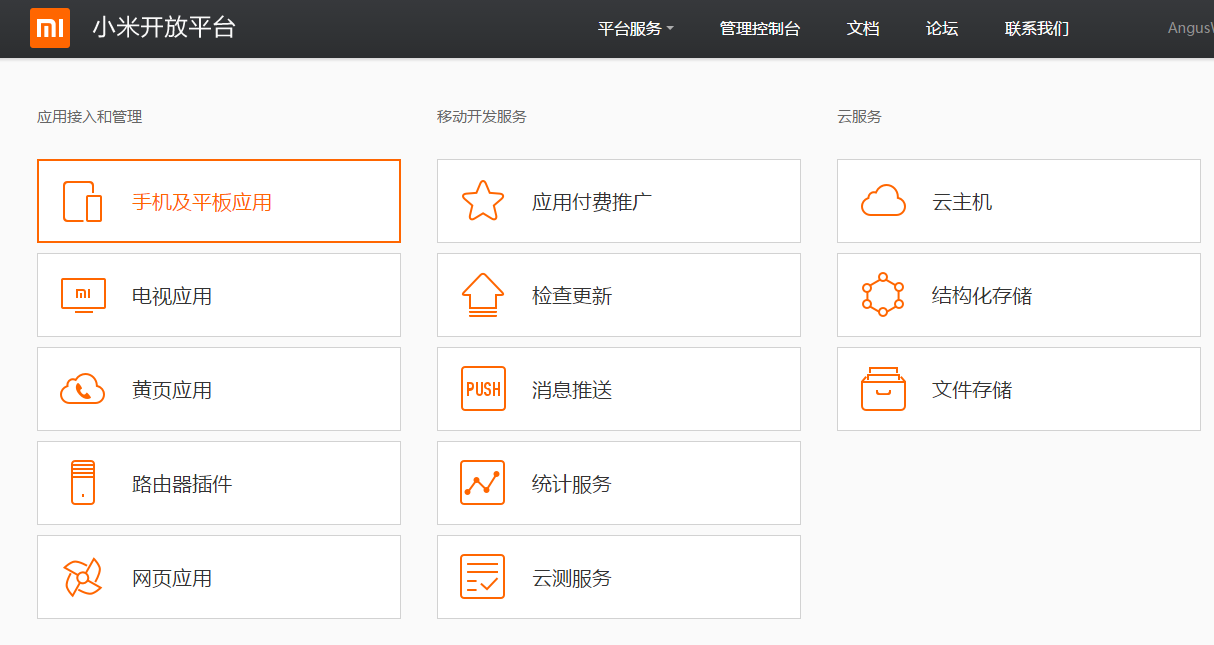 小米开放平台
平台服务 管理控制台 文档 论坛 联系我们 Angus
应用接入和管理 移动开发服务 云服务
手机及平板应用 应用付费推广 云主机
电视应用 检查更新 结构化存储
黄页应用 PUSH 消息推送 文件存储
路由器插件 统计服务
网页应用 云测服务